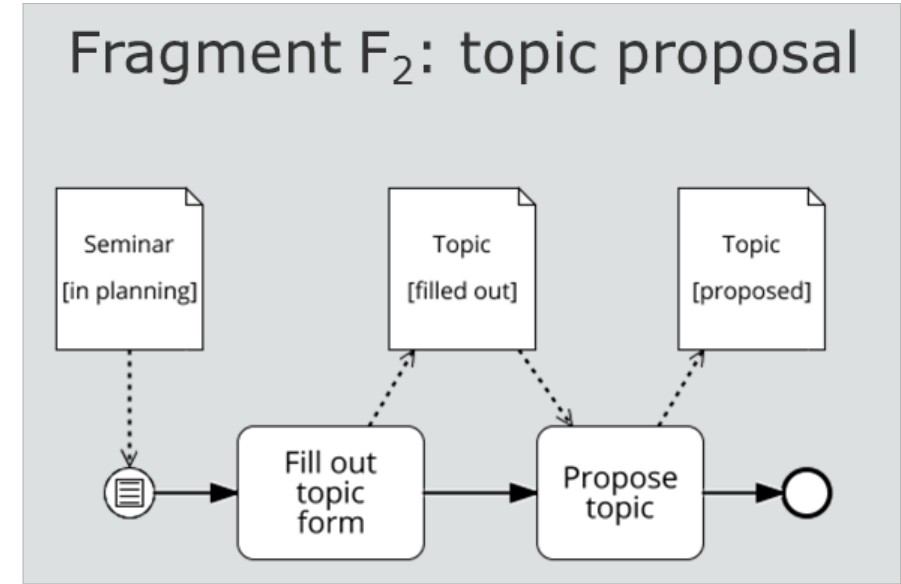 Fragment F₂: topic proposal
Seminar
[in planning]
Topic
[filled out]
Topic
[proposed]
Fill out
topic
form
Propose
topic